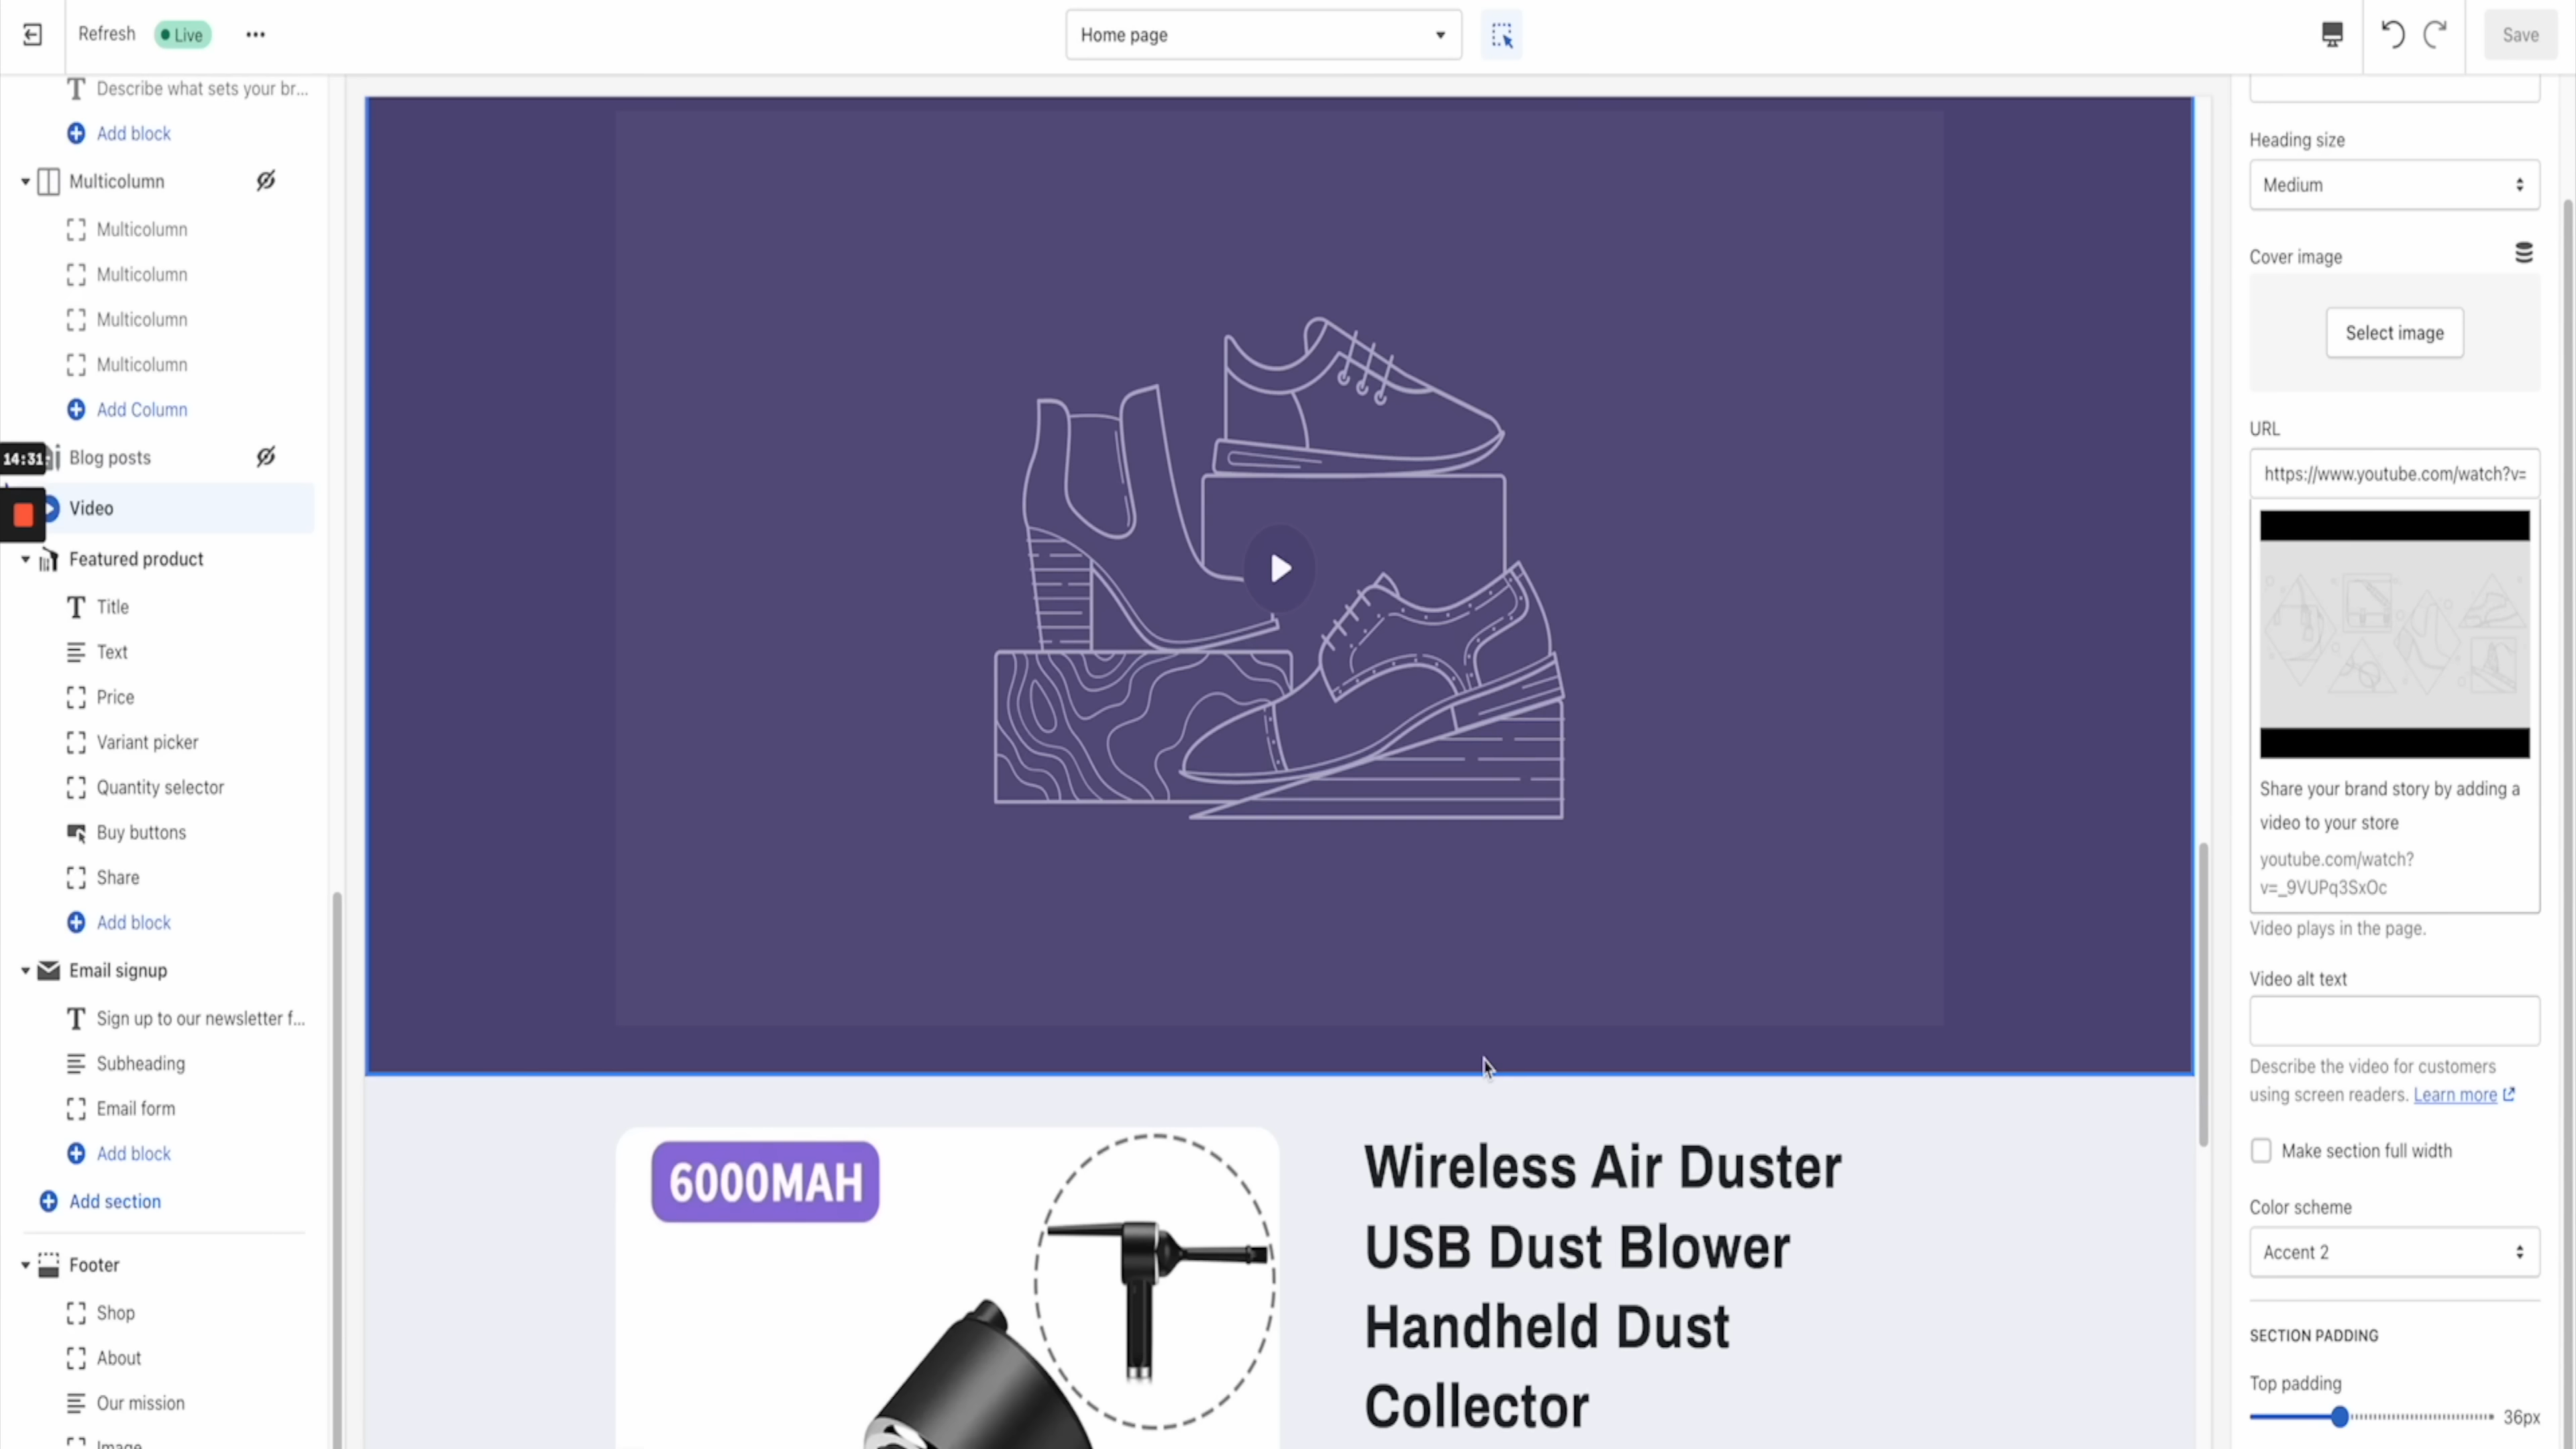 Refresh
Live
Home page
Save
Describe what sets your br...
Add block
Multicolumn
Multicolumn
Multicolumn
Multicolumn
Multicolumn
Add Column
14:31
Blog posts
Video
Featured product
Title
Text
Price
Variant picker
Quantity selector
Buy buttons
Share
Add block
Email signup
Sign up to our newsletter f...
Subheading
Email form
Add block
Add section
Footer
Shop
About
Our mission
Image
6000MAH
Wireless Air Duster
USB Dust Blower
Handheld Dust
Collector
Heading size
Medium
Cover image
Select image
URL
https://www.youtube.com/watch?v=
Share your brand story by adding a
video to your store
youtube.com/watch?
v=_9VUPq3SxOc
Video plays in the page.
Video alt text
Describe the video for customers
using screen readers. Learn more
Make section full width
Color scheme
Accent 2
SECTION PADDING
Top padding
36px